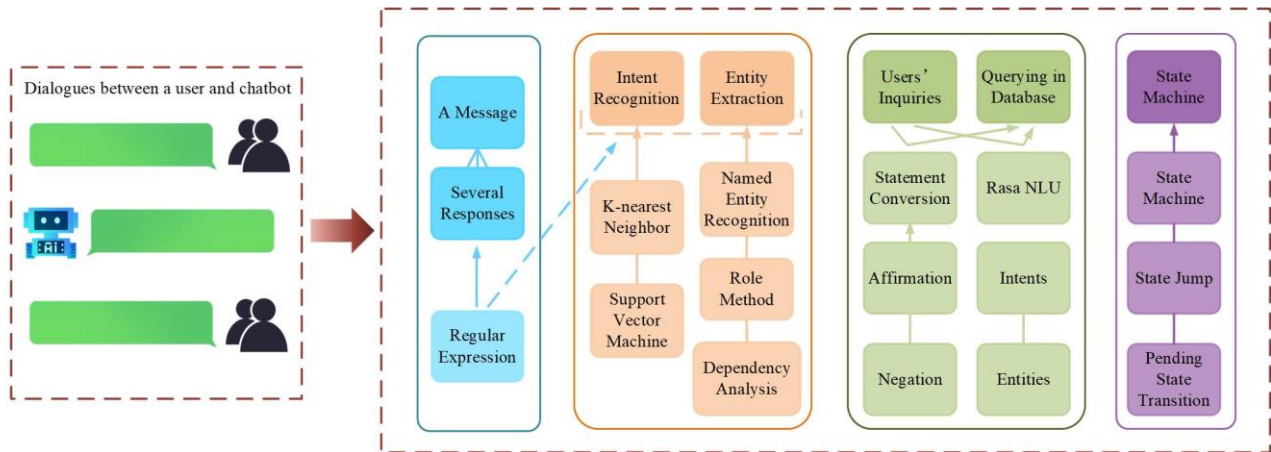 Dialogues between a user and chatbot
AI
A Message
Several
Responses
Regular
Expression
Intent
Recognition
Entity
Extraction
K-nearest
Neighbor
Named
Entity
Recognition
Support
Vector
Machine
Role
Method
Dependency
Analysis
Users’
Inquiries
Querying in
Database
Statement
Conversion
Rasa NLU
Affirmation
Intents
Negation
Entities
State
Machine
State
Machine
State Jump
Pending
State
Transition